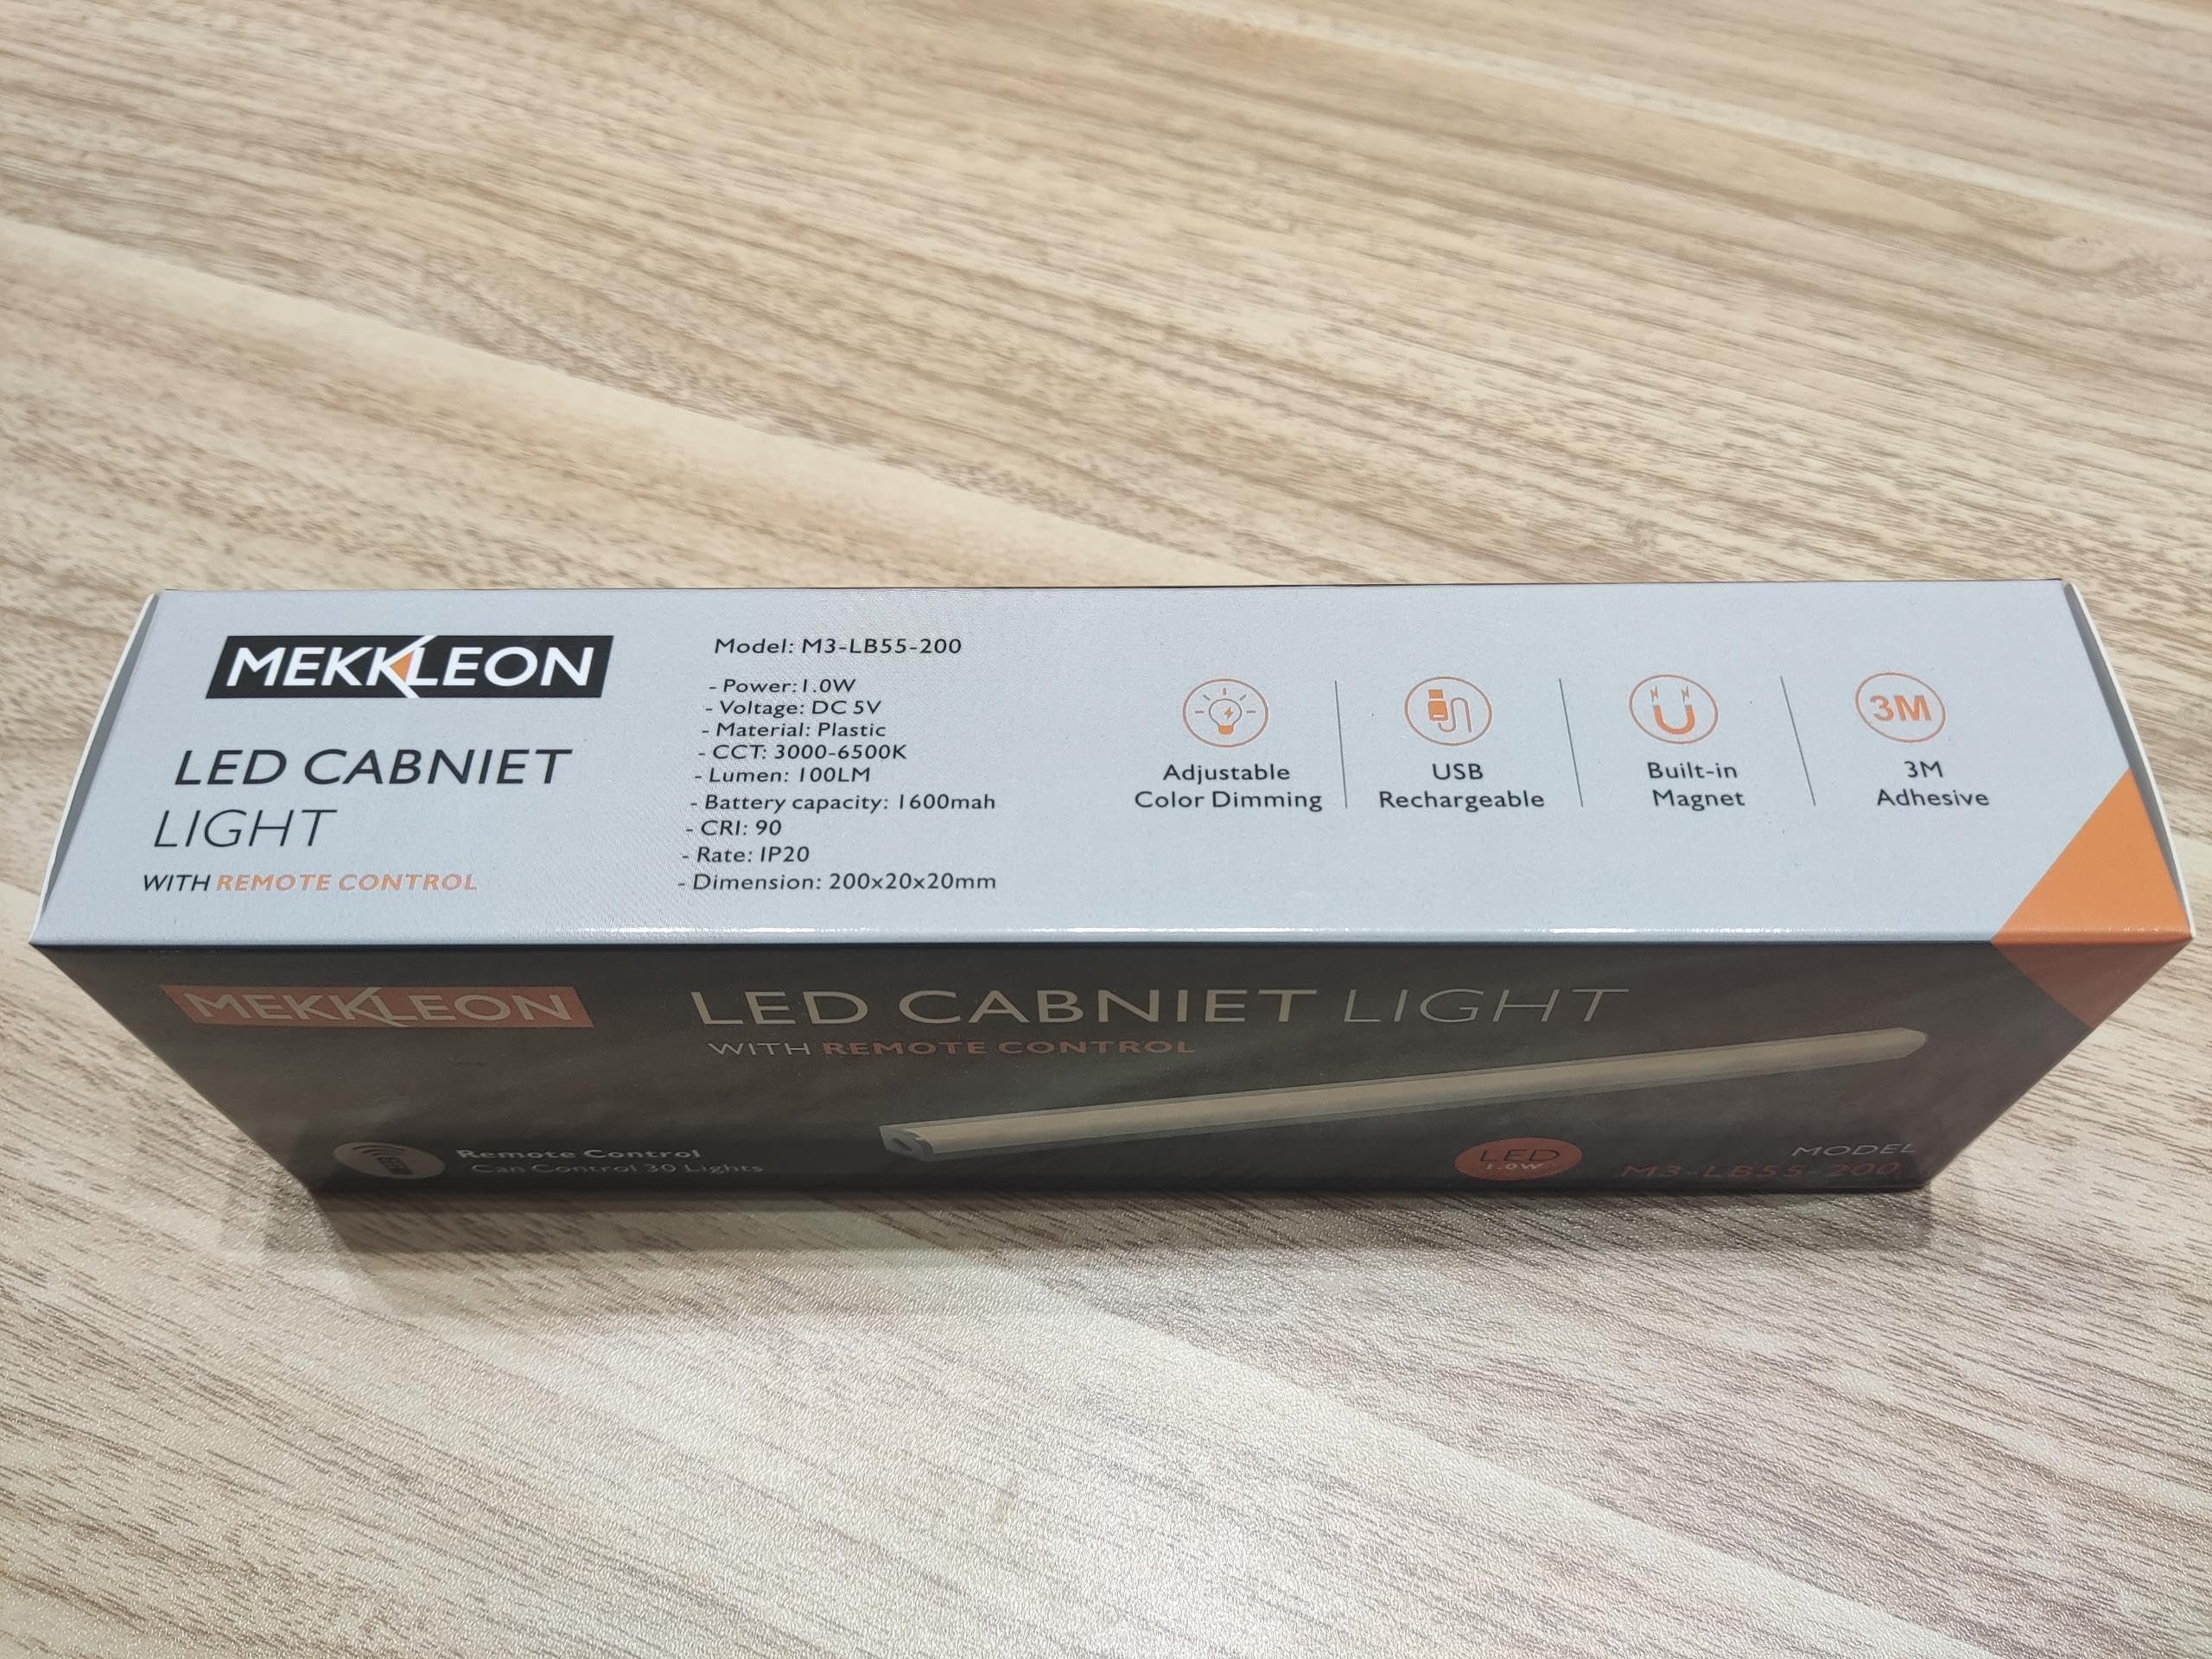 MEKKLEON
LED CABNIET
LIGHT
WITH REMOTE CONTROL
Model: M3-LB55-200
- Power:1.0W
- Voltage: DC 5V
- Material: Plastic
- CCT: 3000-6500K
- Lumen: 100LM
- Battery capacity: 1600mah
- CRI: 90
- Rate: IP20
- Dimension: 200x20x20mm
Adjustable
Color Dimming
USB
Rechargeable
Built-in
Magnet
3M
3M
Adhesive
MEKKLEON
LED CABNIET LIGHT
WITH REMOTE CONTROL
Remote Control
Can Control 30 Lights
LED
1.0W
MODEL
M3-LB55-200